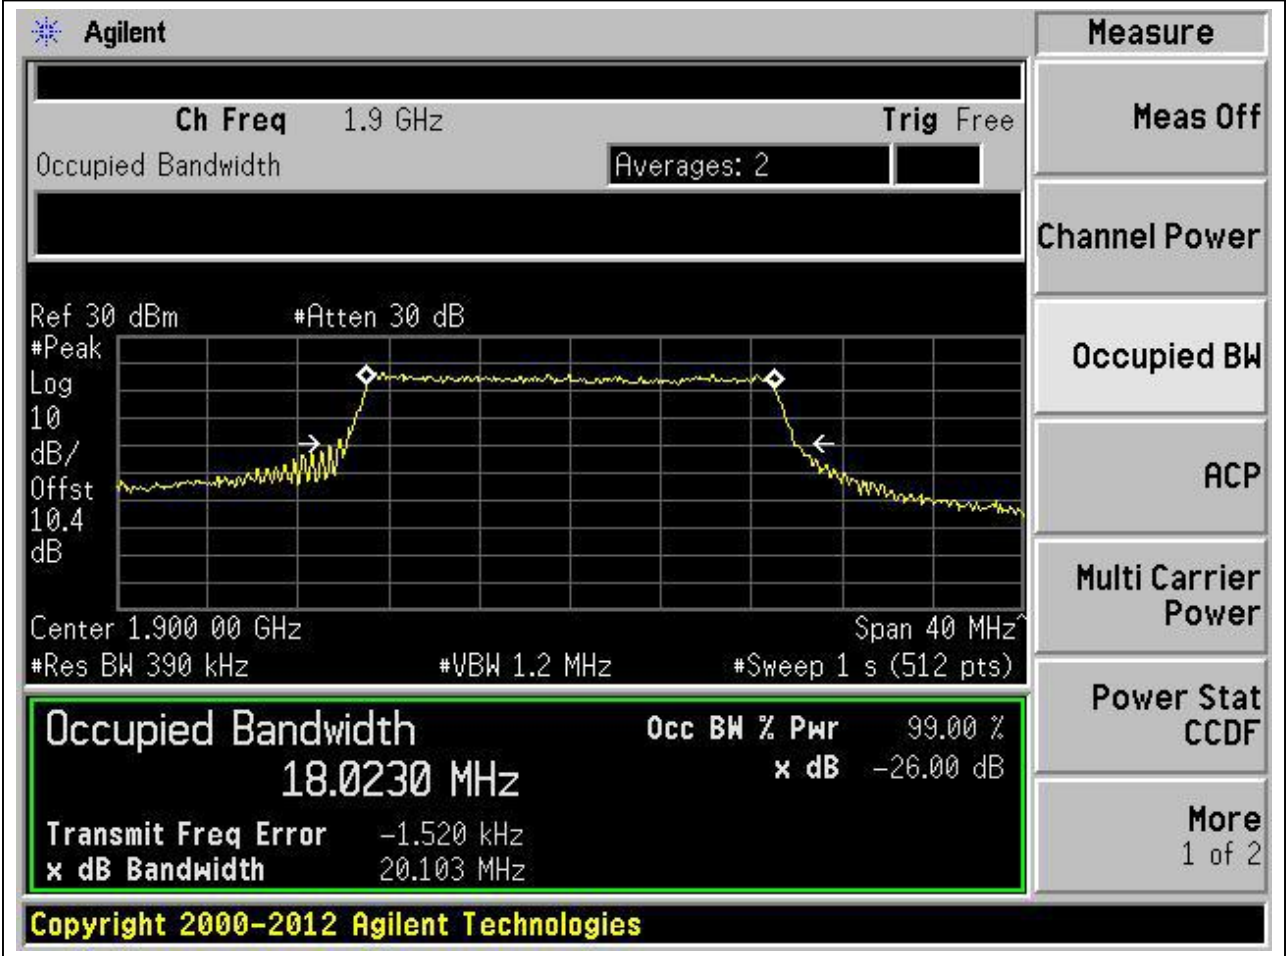 Agilent
Measure
Ch Freq 1.9 GHz Trig Free
Occupied Bandwidth Averages: 2
Meas Off
Channel Power
Occupied BW
ACP
Multi Carrier
Power
Power Stat
CCDF
More
1 of 2
Ref 30 dBm #Atten 30 dB
#Peak
Log
10
dB/
Offst
10.4
dB
Center 1.900 00 GHz Span 40 MHz^
#Res BW 390 kHz #VBW 1.2 MHz #Sweep 1 s (512 pts)
Occupied Bandwidth Occ BW % Pwr 99.00 %
18.0230 MHz x dB -26.00 dB
Transmit Freq Error -1.520 kHz
x dB Bandwidth 20.103 MHz
Copyright 2000-2012 Agilent Technologies